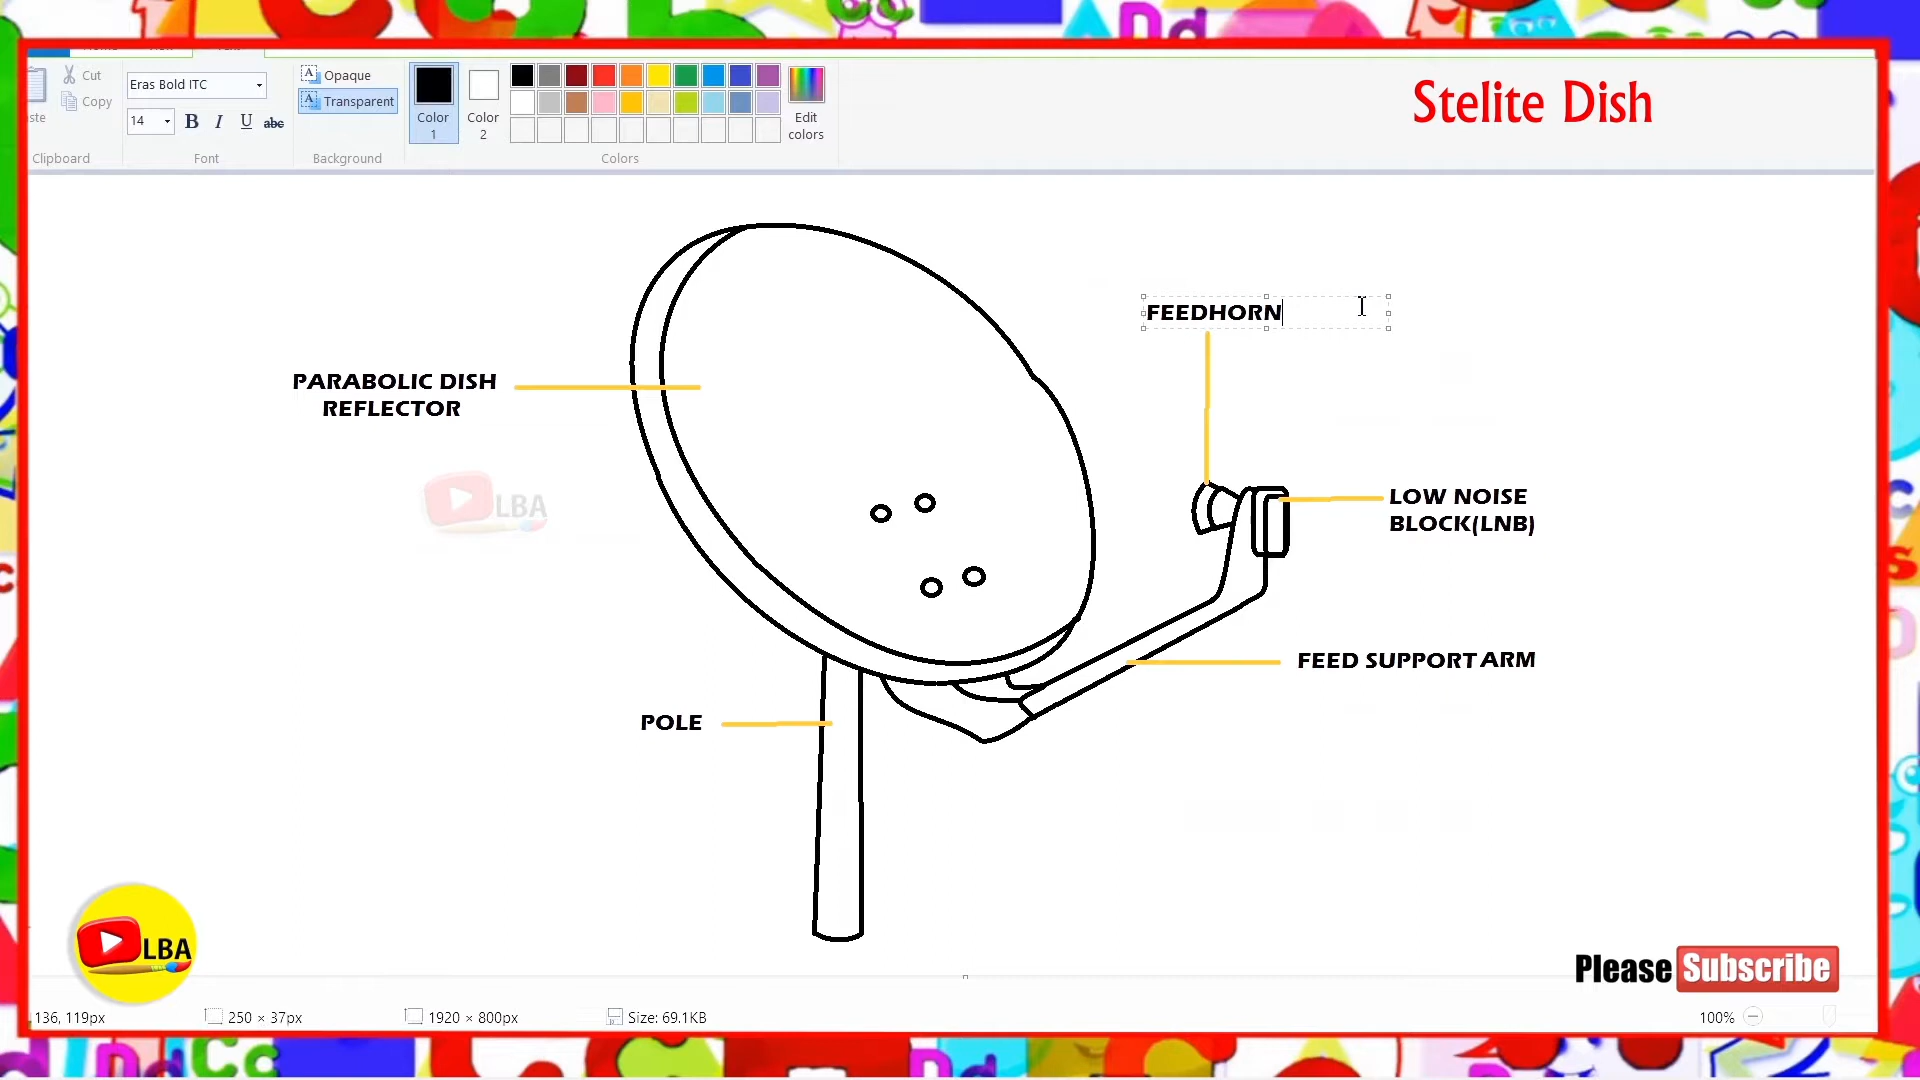 Cut
Opaque
Eras Bold ITC
Copy
Transparent
14
B I U abc
Color
1
Color
2
Edit
colors
Clipboard
Font
Background
Colors
Stelite Dish
FEEDHORN
PARABOLIC DISH
REFLECTOR
LBA
LOW NOISE
BLOCK(LNB)
FEED SUPPORT ARM
POLE
LBA
Please Subscribe
136, 119px
250 × 37px
1920 × 800px
Size: 69.1KB
100%